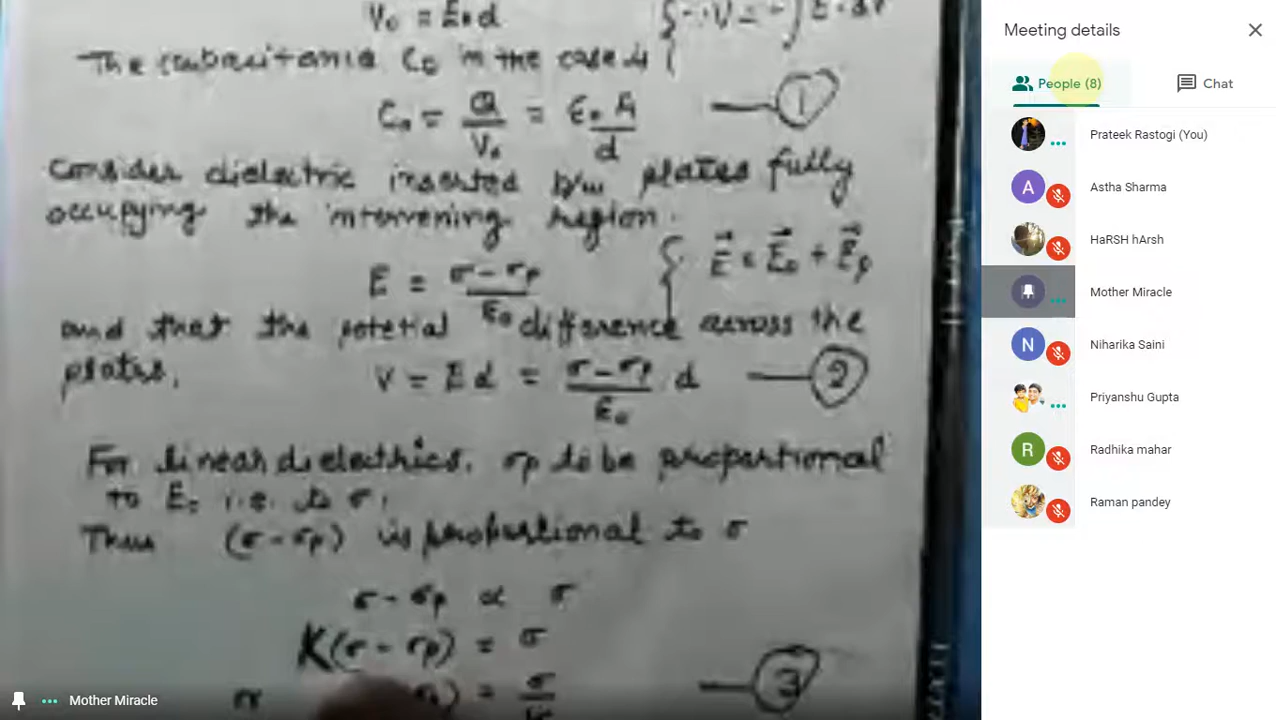 V₀ = E₀d
{∵ V = -∫E·dr
The capacitance C₀ in the case is
C₀ = Q/V₀ = ε₀ A/d — 1
Consider dielectric inserted b/w plates fully
occupying the intervening region.
E = σ-σp/ε₀ { E⃗ = E⃗₀ + E⃗p
and that the potetial difference across the
plates,
V = Ed = σ-σp/ε₀ d — 2
For linear dielectrics, σp to be proportional
to E₀ i.e. to σ,
Thus (σ-σp) is proportional to σ
σ-σp ∝ σ
K(σ-σp) = σ — 3
or = σ
Mother Miracle
Meeting details
People (8) Chat
Prateek Rastogi (You)
A Astha Sharma
HaRSH hArsh
Mother Miracle
N Niharika Saini
Priyanshu Gupta
R Radhika mahar
Raman pandey